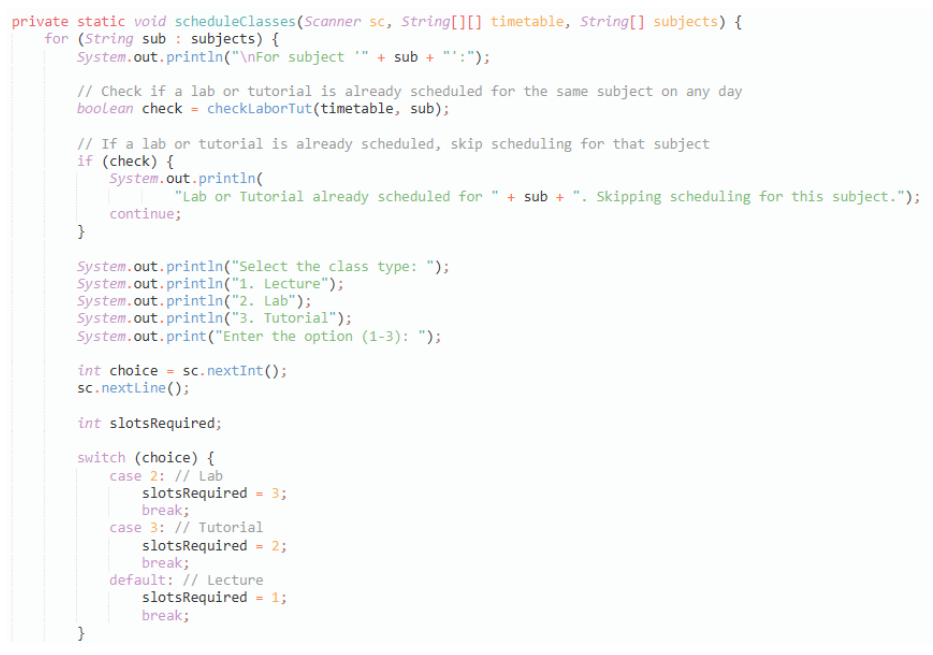 private static void scheduleClasses(Scanner sc, String[][] timetable, String[] subjects) {
    for (String sub : subjects) {
        System.out.println("\nFor subject '" + sub + "':");

        // Check if a lab or tutorial is already scheduled for the same subject on any day
        boolean check = checkLaborTut(timetable, sub);

        // If a lab or tutorial is already scheduled, skip scheduling for that subject
        if (check) {
            System.out.println(
                    "Lab or Tutorial already scheduled for " + sub + ". Skipping scheduling for this subject.");
            continue;
        }

        System.out.println("Select the class type: ");
        System.out.println("1. Lecture");
        System.out.println("2. Lab");
        System.out.println("3. Tutorial");
        System.out.print("Enter the option (1-3): ");

        int choice = sc.nextInt();
        sc.nextLine();

        int slotsRequired;

        switch (choice) {
            case 2: // Lab
                slotsRequired = 3;
                break;
            case 3: // Tutorial
                slotsRequired = 2;
                break;
            default: // Lecture
                slotsRequired = 1;
                break;
        }